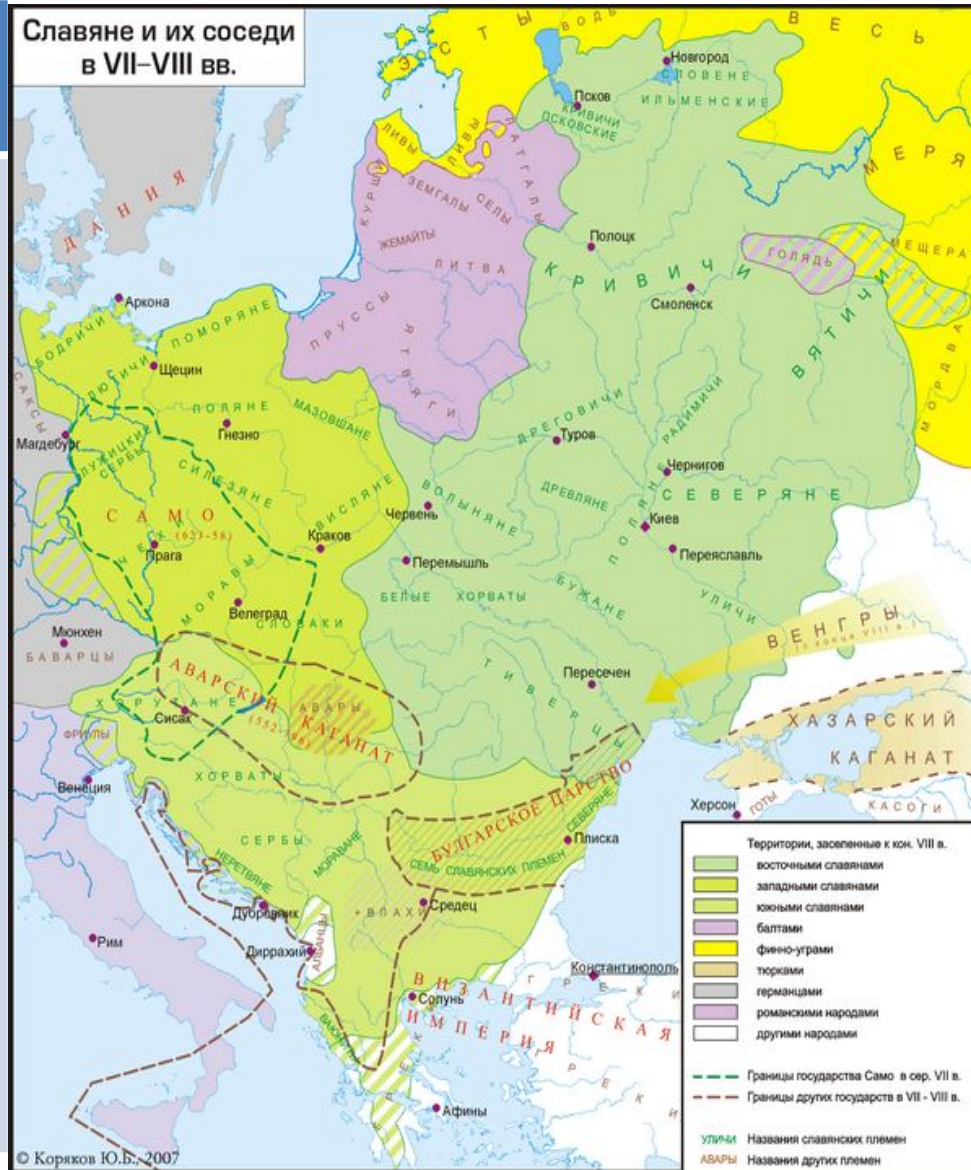 Славяне и их соседи
в VII–VIII вв.
ЭСТЫ
ВОДЬ
ВЕСЬ
Новгород
СЛОВЕНЕ
ИЛЬМЕНСКИЕ
Псков
КРИВИЧИ
ПСКОВСКИЕ
ЛИВЫ
ЛИВЫ
ЛАТГАЛЫ
МЕРЯ
КУРШИ
ЗЕМГАЛЫ
СЕЛЫ
ДАНИЯ
ЖЕМАЙТЫ
ЛИТВА
Полоцк
ГОЛЯДЬ
МЕЩЕРА
КРИВИЧИ
Смоленск
ВЯТИЧИ
Аркона
ПРУССЫ
ЯТВЯГИ
МОРДВА
БОДРИЧИ
ПОМОРЯНЕ
ЛЮТИЧИ
Щецин
САКСЫ
ПОЛЯНЕ
МАЗОВШАНЕ
Гнезно
ДРЕГОВИЧИ
РАДИМИЧИ
Туров
Магдебург
ЛУЖИЦКИЕ
СЕРБЫ
СИЛЕЗЯНЕ
Чернигов
ДРЕВЛЯНЕ
СЕВЕРЯНЕ
ВОЛЫНЯНЕ
ВИСЛЯНЕ
Червень
САМО
(623-58)
ПОЛЯНЕ
Киев
ЧЕХИ
Прага
Краков
Перемышль
Переяславль
МОРАВЫ
Велеград
БЕЛЫЕ ХОРВАТЫ
БУЖАНЕ
УЛИЧИ
СЛОВАКИ
Мюнхен
БАВАРЦЫ
ВЕНГРЫ
(с конца VIII в.)
АВАРСКИЙ КАГАНАТ
АВАРЫ
ТИВЕРЦЫ
Пересечен
ХОРУТАНЕ
Сисак
ХАЗАРСКИЙ
КАГАНАТ
ФРИУЛЫ
ХОРВАТЫ
Венеция
БУЛГАРСКОЕ ЦАРСТВО
Херсон
ГОТЫ
КАСОГИ
СЕРБЫ
МОРАВАНЕ
СЕВЕРЯНЕ
Плиска
СЕМЬ СЛАВЯНСКИХ ПЛЕМЕН
НЕРЕТВЯНЕ
Дубровник
ВЛАХИ
Средец
Рим
Диррахий
АЛБАНЦЫ
Константинополь
ВИЗАНТИЙСКАЯ
ИМПЕРИЯ
Солунь
ГРЕКИ
ГРЕКИ
Афины
Территории, заселенные к кон. VIII в.
восточными славянами
западными славянами
южными славянами
балтами
финно-уграми
тюрками
германцами
романскими народами
другими народами
Границы государства Само в сер. VII в.
Границы других государств в VII - VIII в.
УЛИЧИ Названия славянских племен
АВАРЫ Названия других племен
© Коряков Ю.Б., 2007